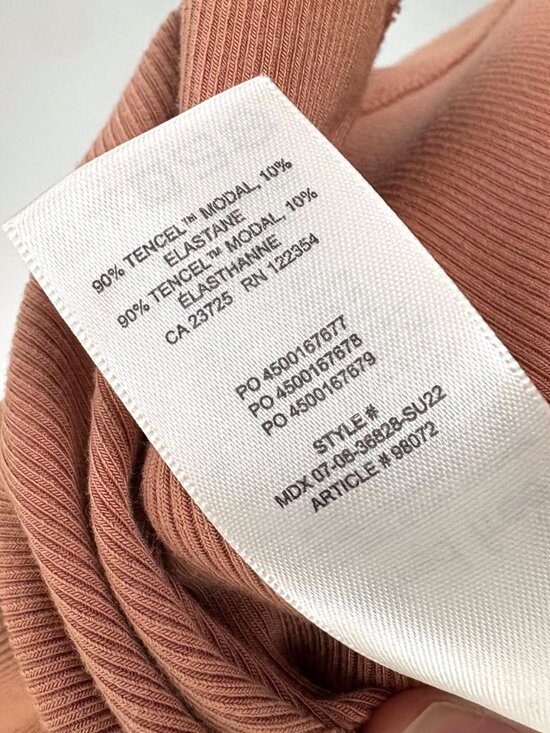 90% TENCEL™ MODAL, 10%
ELASTANE
90% TENCEL™ MODAL, 10%
ÉLASTHANNE
CA 23725 RN 122354
PO 4500167677
PO 4500167678
PO 4500167679
STYLE #
MDX 07-08-36828-SU22
ARTICLE # 98072